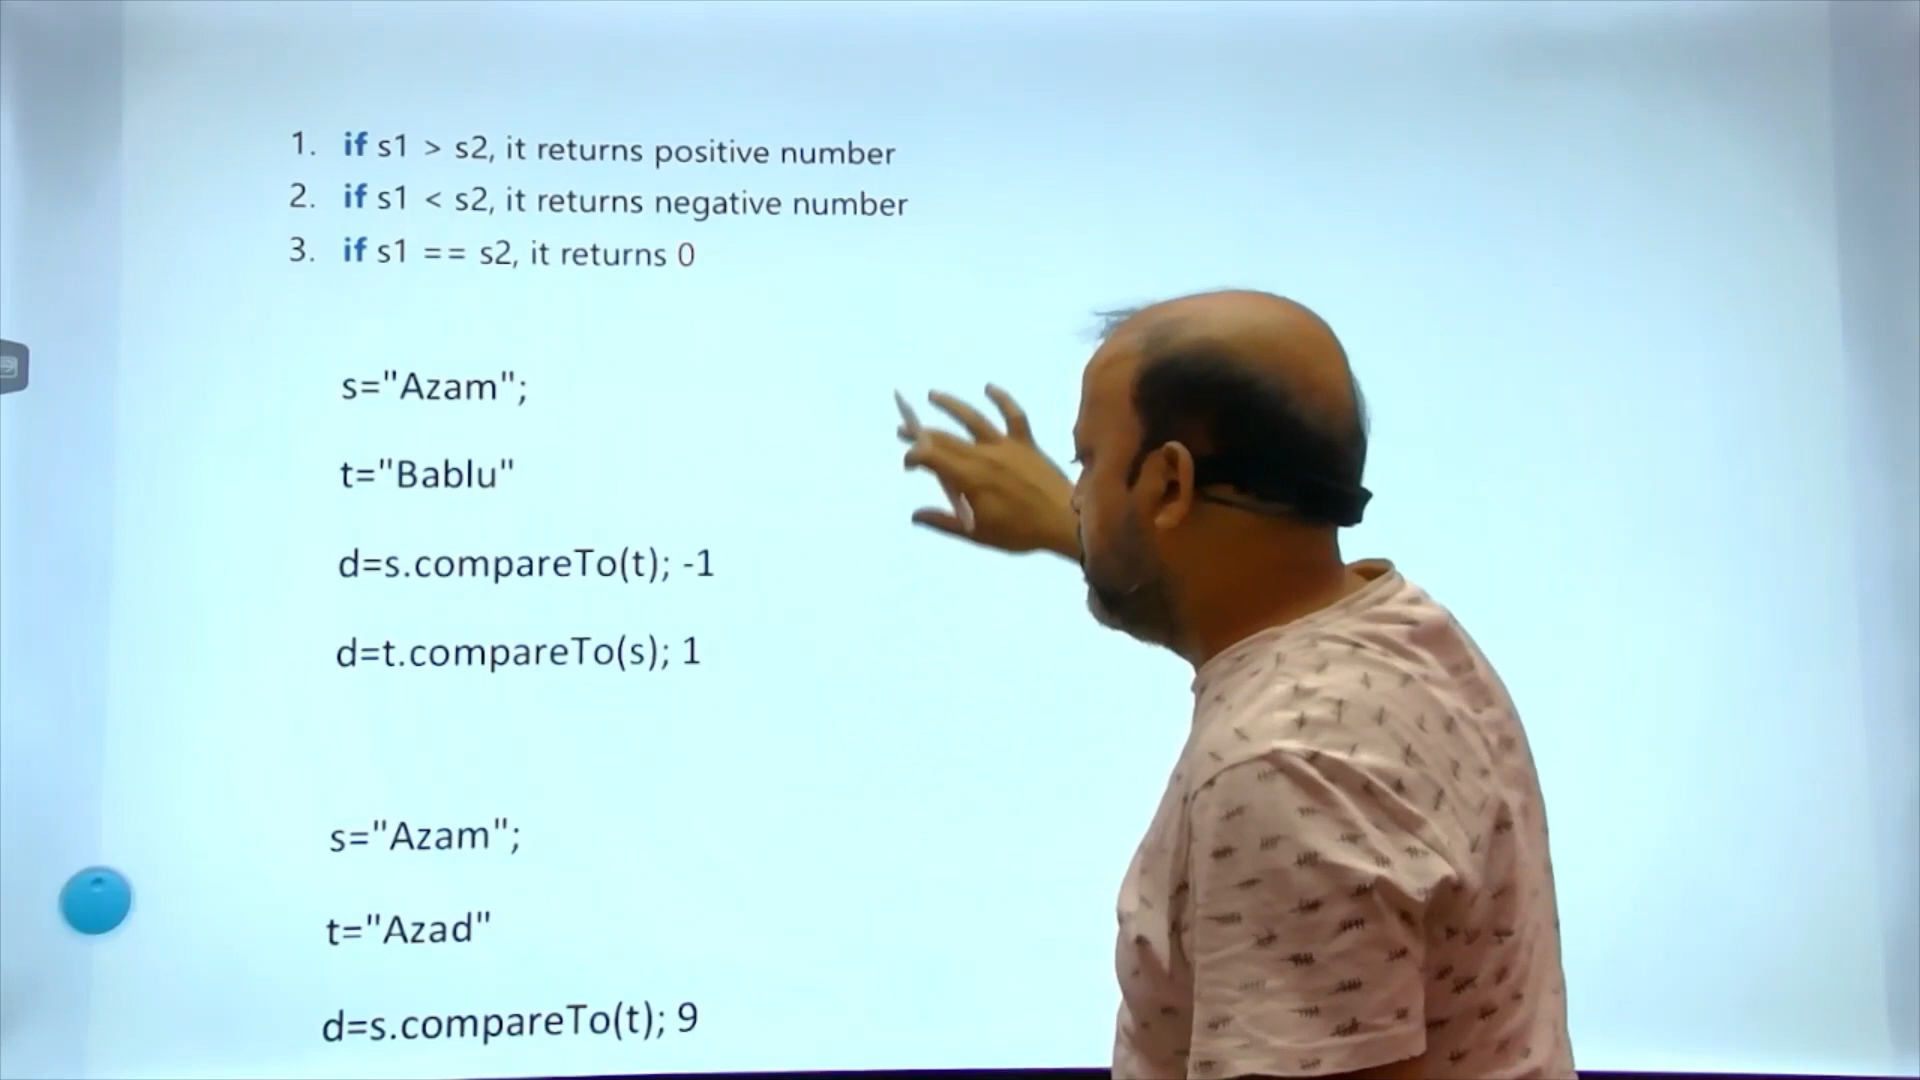 1. if s1 > s2, it returns positive number
2. if s1 < s2, it returns negative number
3. if s1 == s2, it returns 0
s="Azam";
t="Bablu"
d=s.compareTo(t); -1
d=t.compareTo(s); 1
s="Azam";
t="Azad"
d=s.compareTo(t); 9